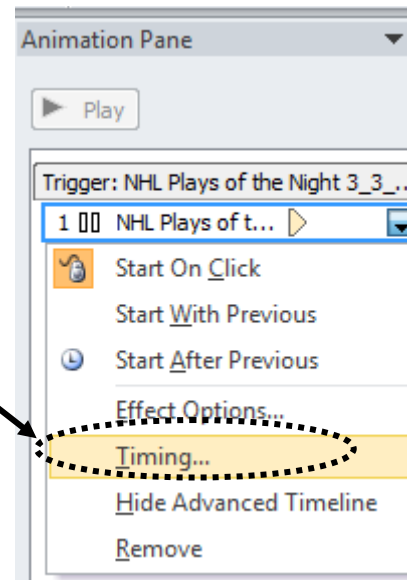 Animation Pane
Play
Trigger: NHL Plays of the Night 3_3_..
1 NHL Plays of t...
Start On Click
Start With Previous
Start After Previous
Effect Options...
Timing...
Hide Advanced Timeline
Remove